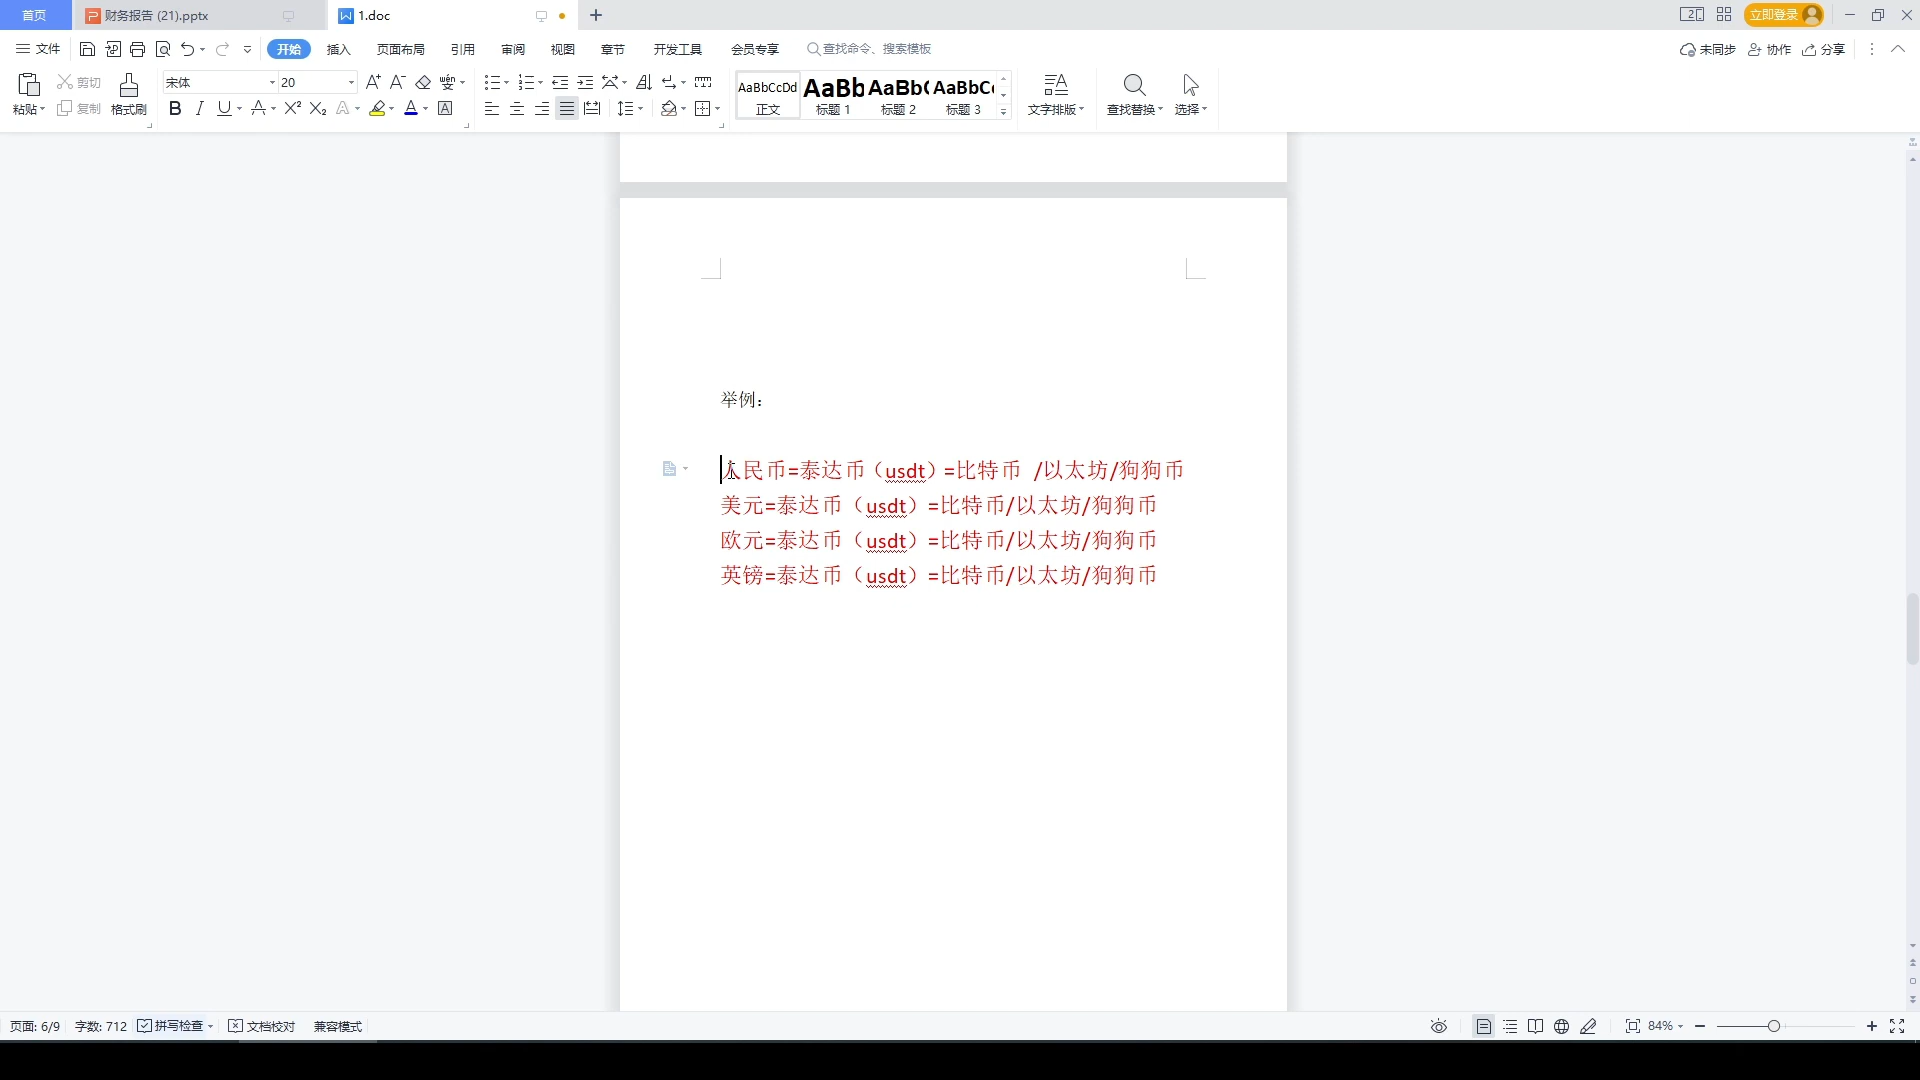 首页 财务报告 (21).pptx 1.doc 立即登录
文件 开始 插入 页面布局 引用 审阅 视图 章节 开发工具 会员专享 查找命令、搜索模板 未同步 协作 分享
粘贴 剪切 复制 格式刷 宋体 20 AaBbCcDd 正文 AaBb 标题 1 AaBb( 标题 2 AaBbC 标题 3 文字排版 查找替换 选择
举例：
人民币=泰达币（usdt）=比特币 /以太坊/狗狗币
美元=泰达币（usdt）=比特币/以太坊/狗狗币
欧元=泰达币（usdt）=比特币/以太坊/狗狗币
英镑=泰达币（usdt）=比特币/以太坊/狗狗币
页面: 6/9 字数: 712 拼写检查 文档校对 兼容模式 84%